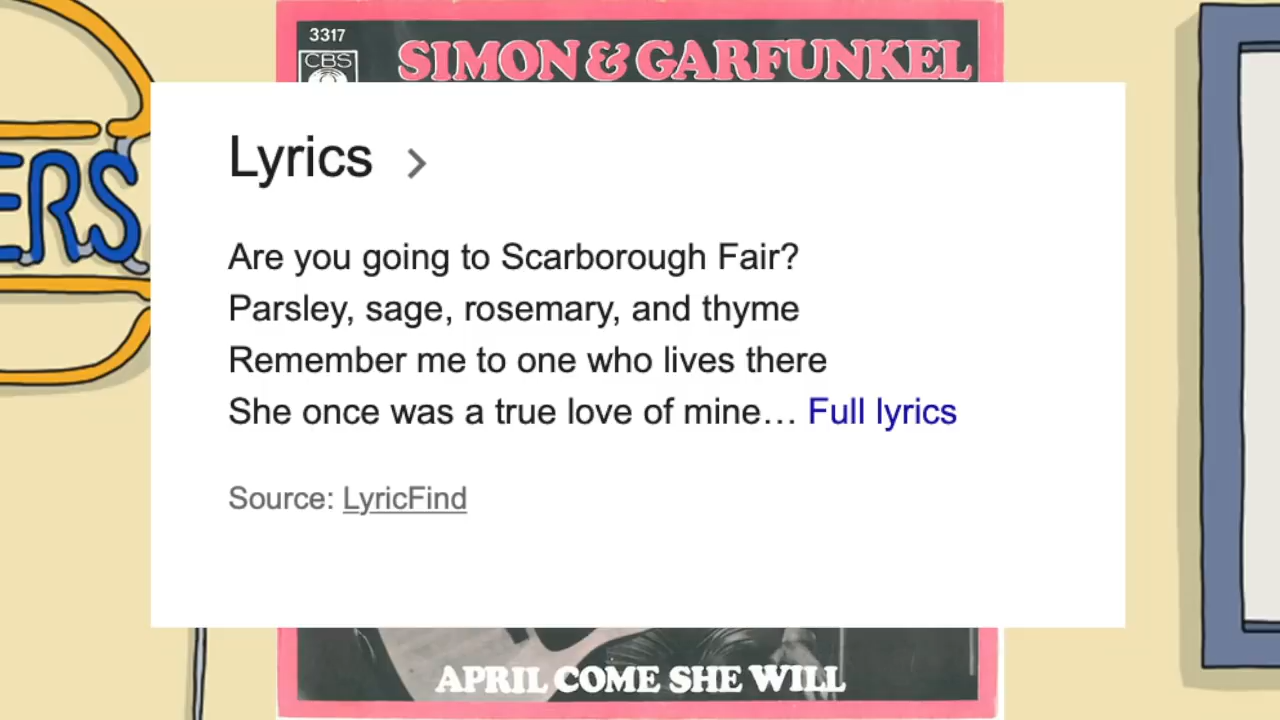 3317
CBS
SIMON & GARFUNKEL
ERS
Lyrics >
Are you going to Scarborough Fair?
Parsley, sage, rosemary, and thyme
Remember me to one who lives there
She once was a true love of mine… Full lyrics
Source: LyricFind
APRIL COME SHE WILL